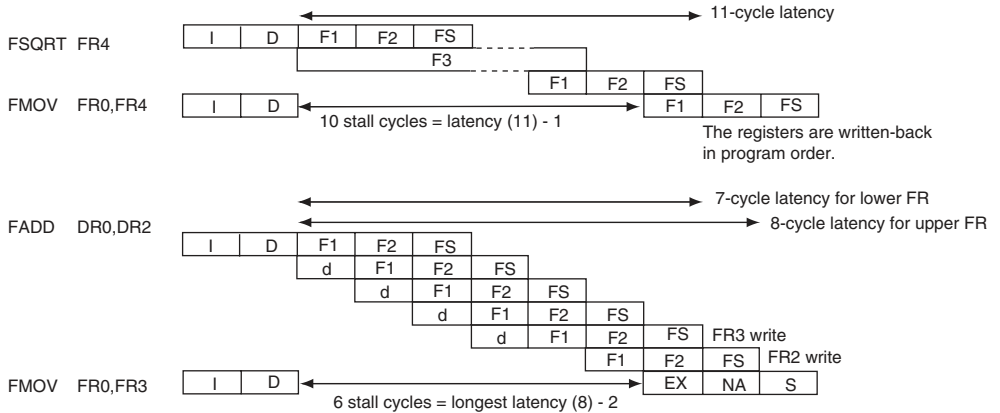 11-cycle latency
FSQRT FR4
I D F1 F2 FS
F3
F1 F2 FS
FMOV FR0,FR4
I D F1 F2 FS
10 stall cycles = latency (11) - 1
The registers are written-back
in program order.
7-cycle latency for lower FR
8-cycle latency for upper FR
FADD DR0,DR2
I D F1 F2 FS
d F1 F2 FS
d F1 F2 FS
d F1 F2 FS
d F1 F2 FS FR3 write
F1 F2 FS FR2 write
FMOV FR0,FR3
I D EX NA S
6 stall cycles = longest latency (8) - 2